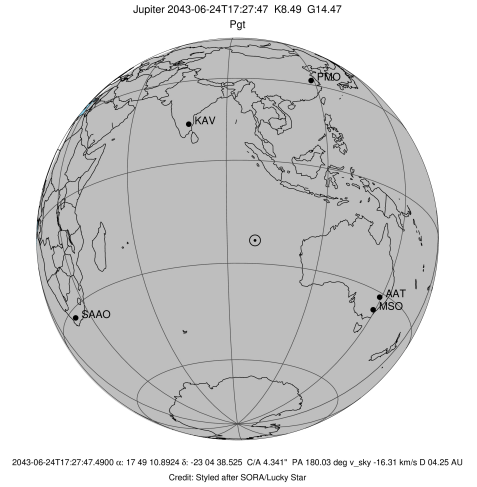 Jupiter 2043-06-24T17:27:47 K8.49 G14.47
Pgt
PMO
KAV
AAT
MSO
SAAO
2043-06-24T17:27:47.4900 α: 17 49 10.8924 δ: -23 04 38.525 C/A 4.341" PA 180.03 deg v_sky -16.31 km/s D 04.25 AU
Credit: Styled after SORA/Lucky Star